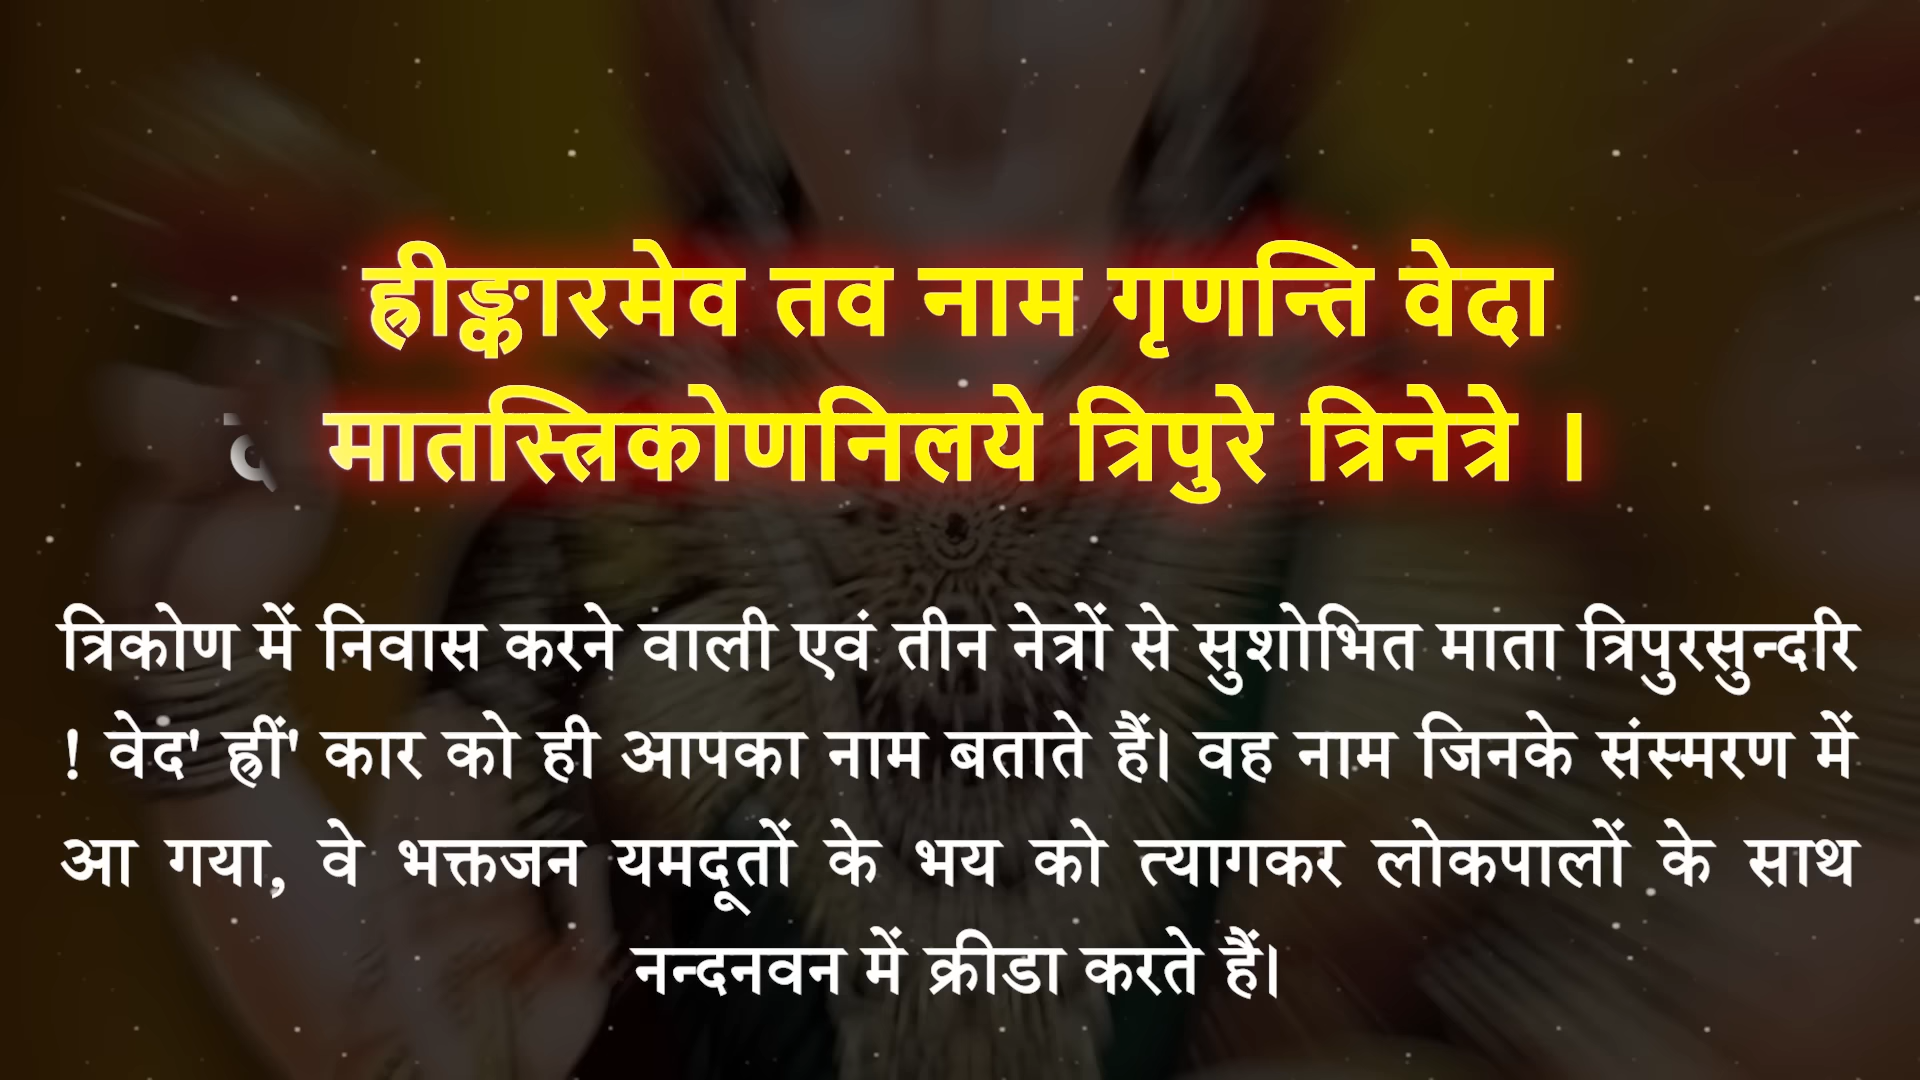 ह्रीङ्कारमेव तव नाम गृणन्ति वेदा
मातस्त्रिकोणनिलये त्रिपुरे त्रिनेत्रे ।
त्रिकोण में निवास करने वाली एवं तीन नेत्रों से सुशोभित माता त्रिपुरसुन्दरि
! वेद' ह्रीं' कार को ही आपका नाम बताते हैं। वह नाम जिनके संस्मरण में
आ गया, वे भक्तजन यमदूतों के भय को त्यागकर लोकपालों के साथ
नन्दनवन में क्रीडा करते हैं।